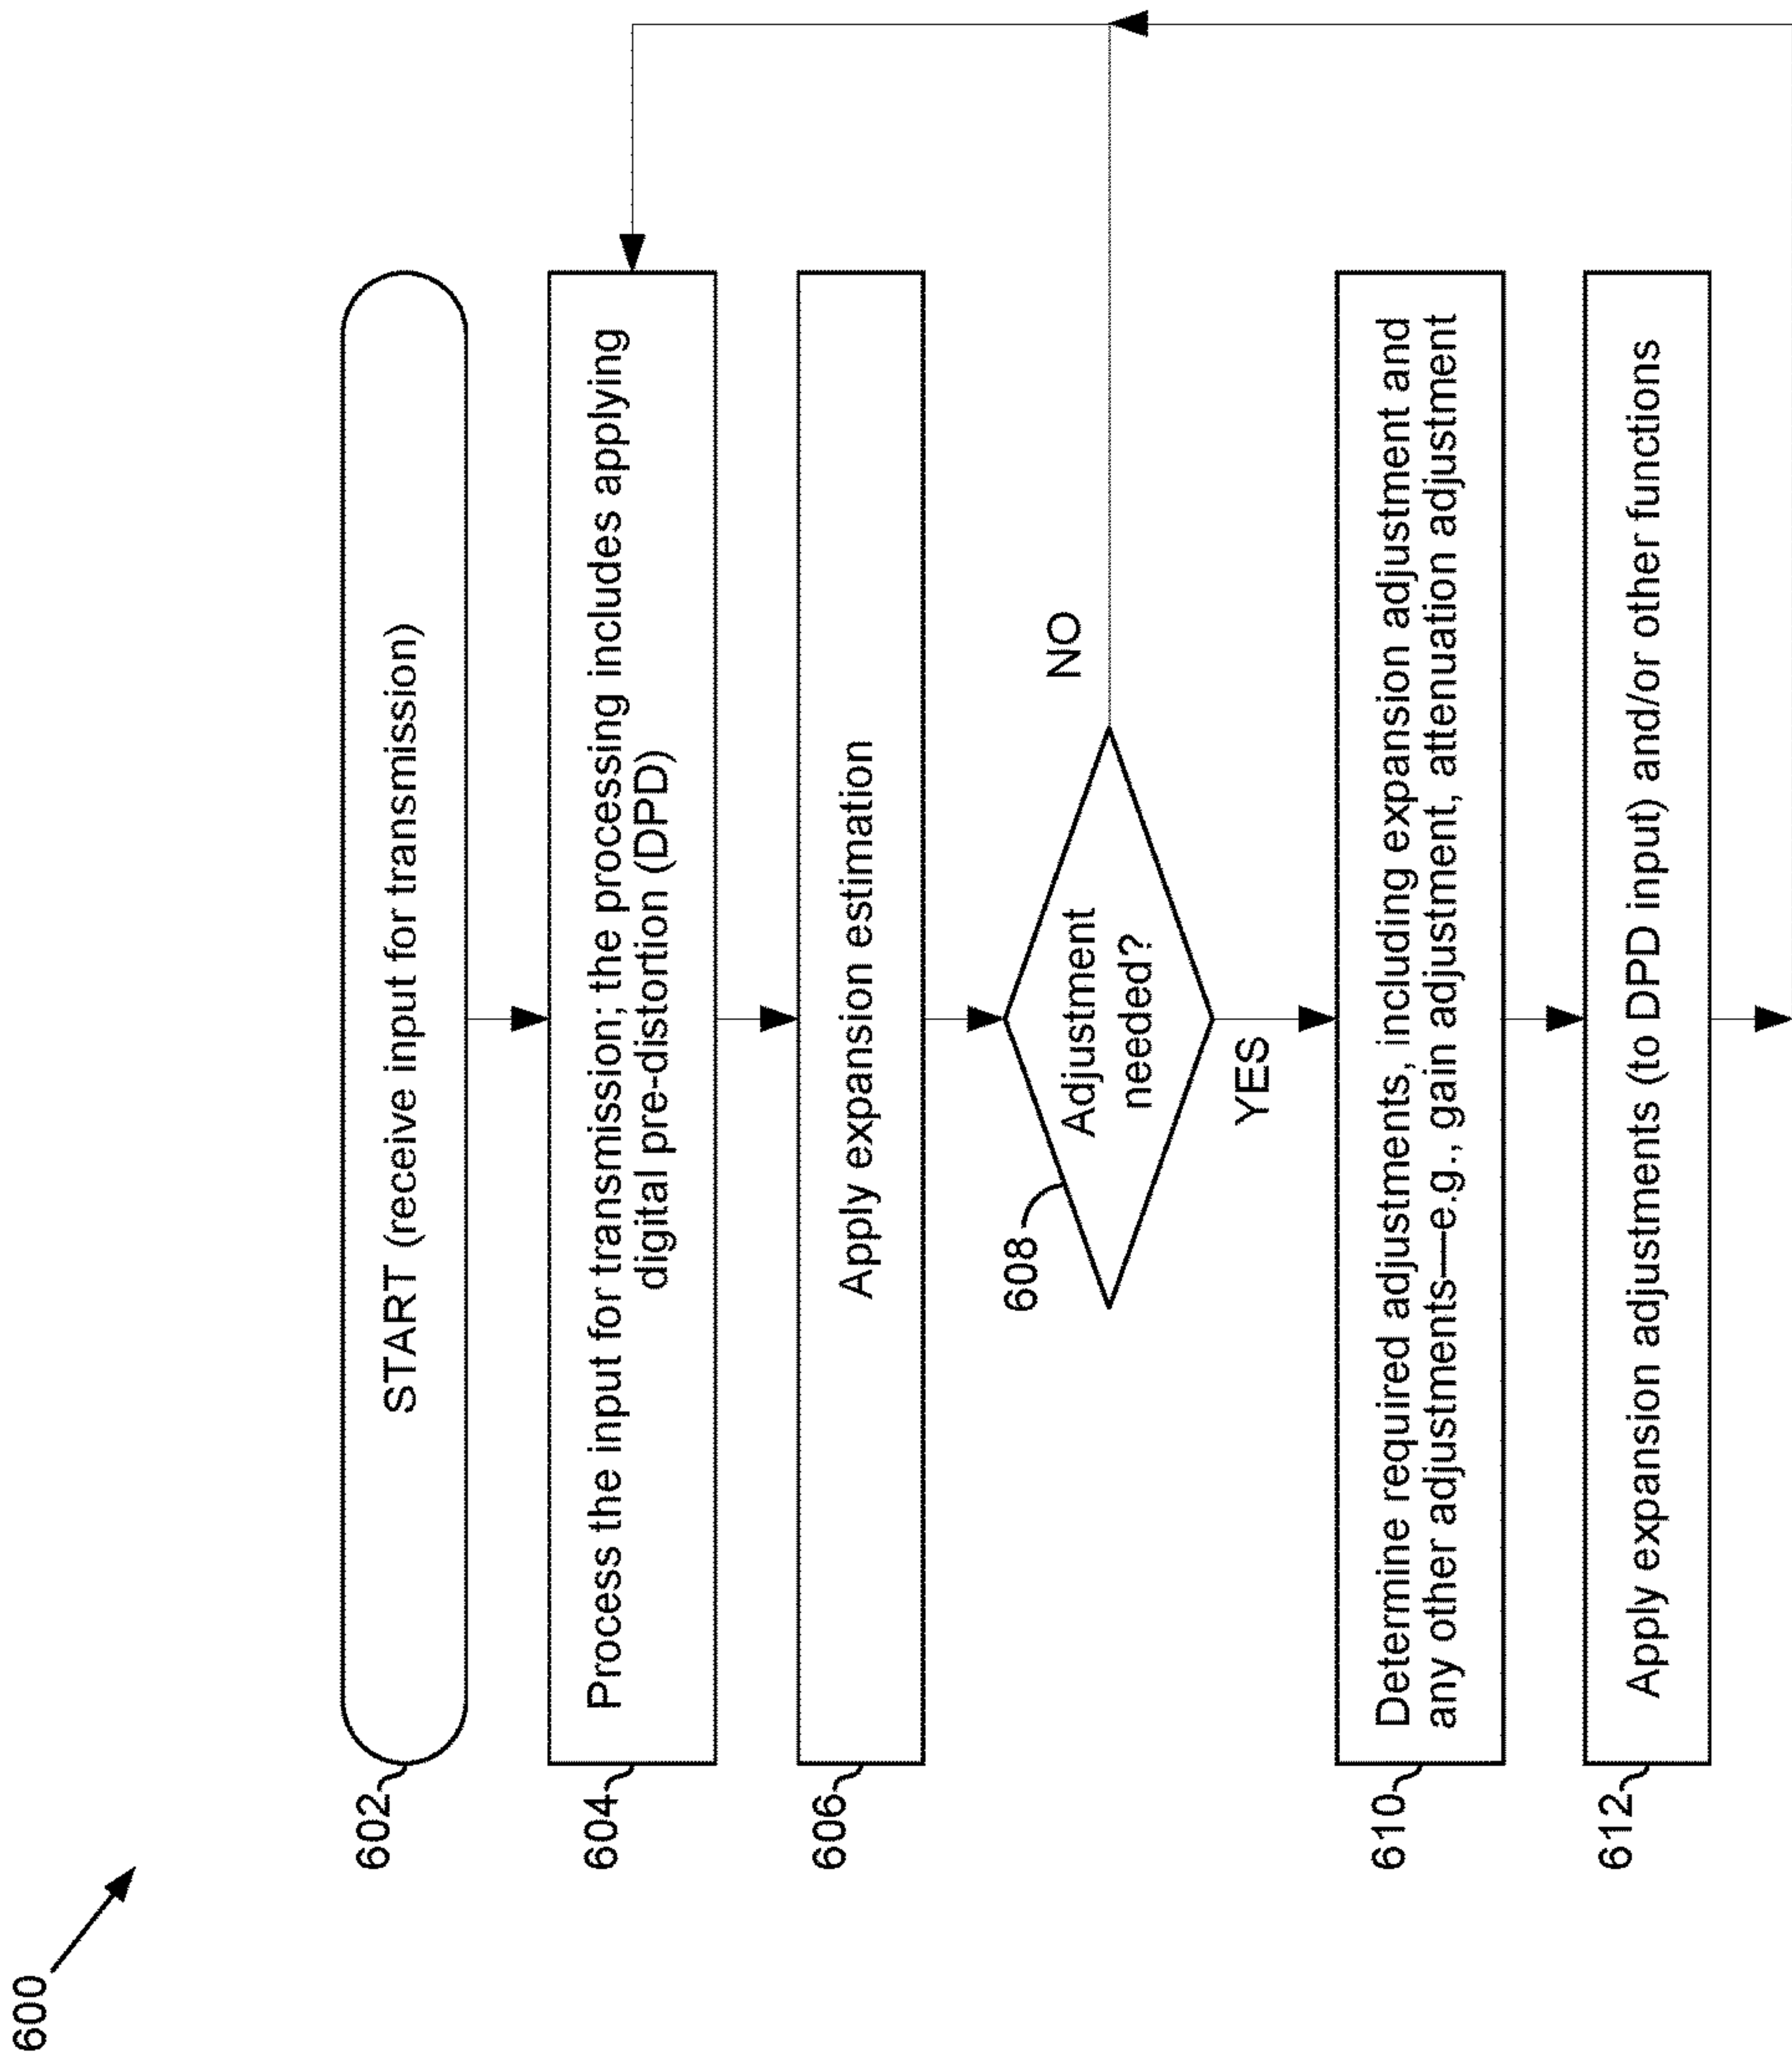 600
602
START (receive input for transmission)
604
Process the input for transmission; the processing includes applying
digital pre-distortion (DPD)
606
Apply expansion estimation
608
Adjustment
needed?
NO
YES
610
Determine required adjustments, including expansion adjustment and
any other adjustments—e.g., gain adjustment, attenuation adjustment
612
Apply expansion adjustments (to DPD input) and/or other functions